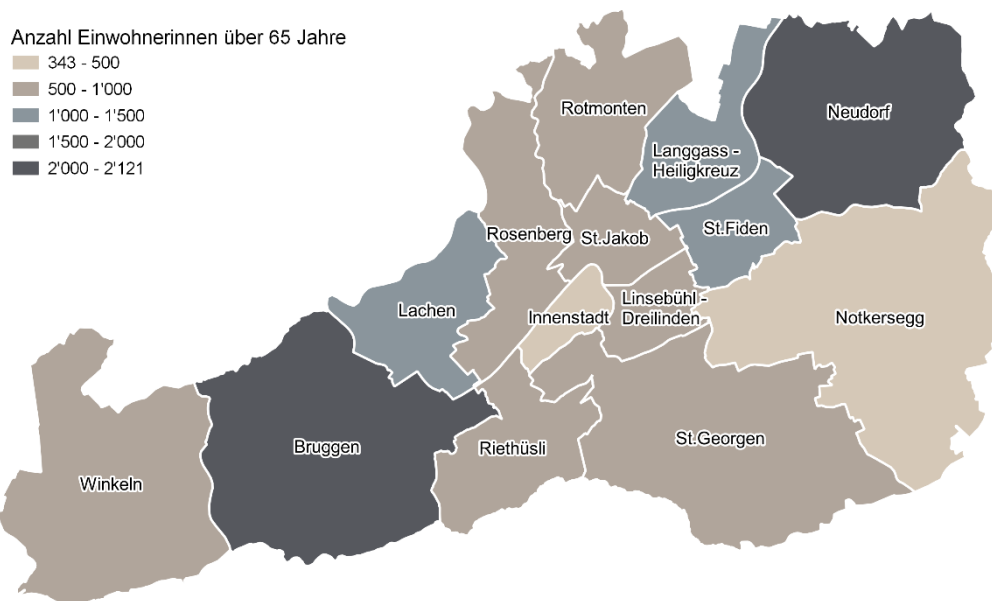 Anzahl Einwohnerinnen über 65 Jahre
343 - 500
500 - 1'000
1'000 - 1'500
1'500 - 2'000
2'000 - 2'121
Rotmonten
Neudorf
Langgass -
Heiligkreuz
St.Fiden
Rosenberg
St.Jakob
Lachen
Innenstadt
Linsebühl -
Dreilinden
Notkersegg
Bruggen
Riethüsli
St.Georgen
Winkeln